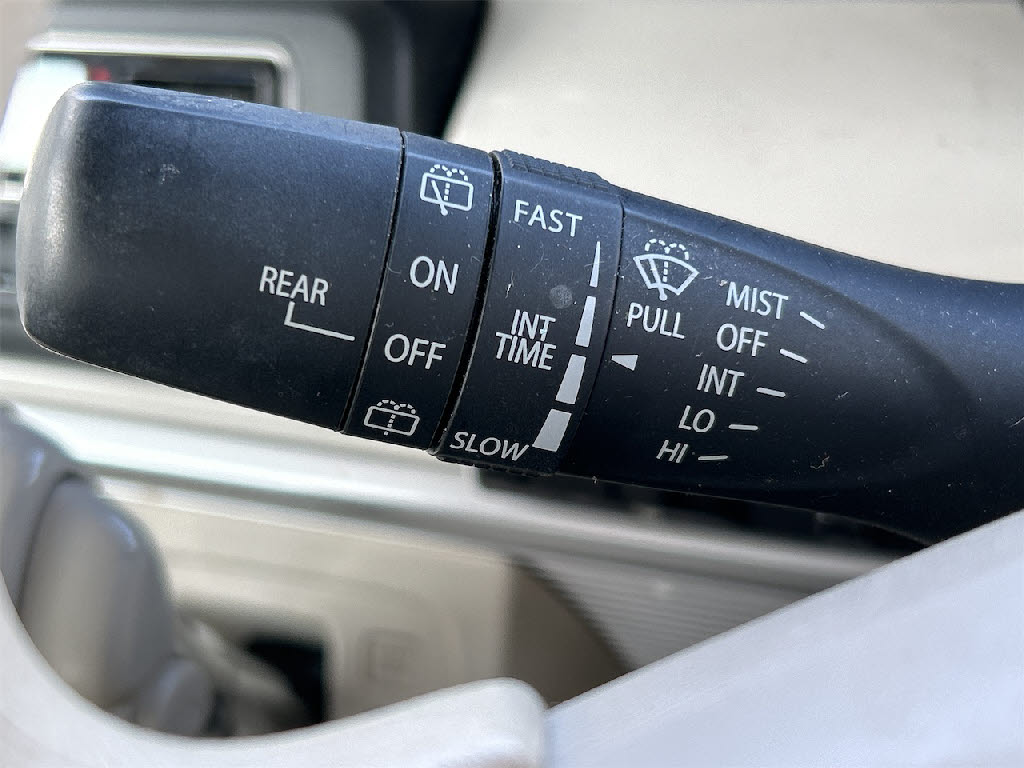 REAR
ON
OFF
FAST
INT
TIME
SLOW
PULL
MIST
OFF
INT
LO
HI